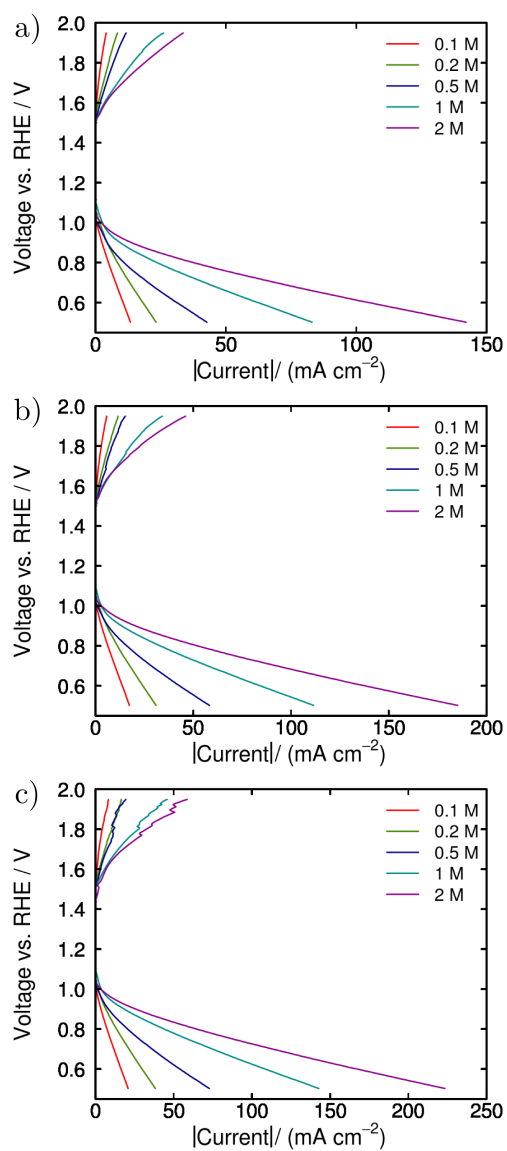 a)
2.0
1.8
1.6
1.4
1.2
1.0
0.8
0.6
Voltage vs. RHE / V
0.1 M
0.2 M
0.5 M
1 M
2 M
0 50 100 150
|Current|/ (mA cm⁻²)
b)
2.0
1.8
1.6
1.4
1.2
1.0
0.8
0.6
Voltage vs. RHE / V
0.1 M
0.2 M
0.5 M
1 M
2 M
0 50 100 150 200
|Current|/ (mA cm⁻²)
c)
2.0
1.8
1.6
1.4
1.2
1.0
0.8
0.6
Voltage vs. RHE / V
0.1 M
0.2 M
0.5 M
1 M
2 M
0 50 100 150 200 250
|Current|/ (mA cm⁻²)